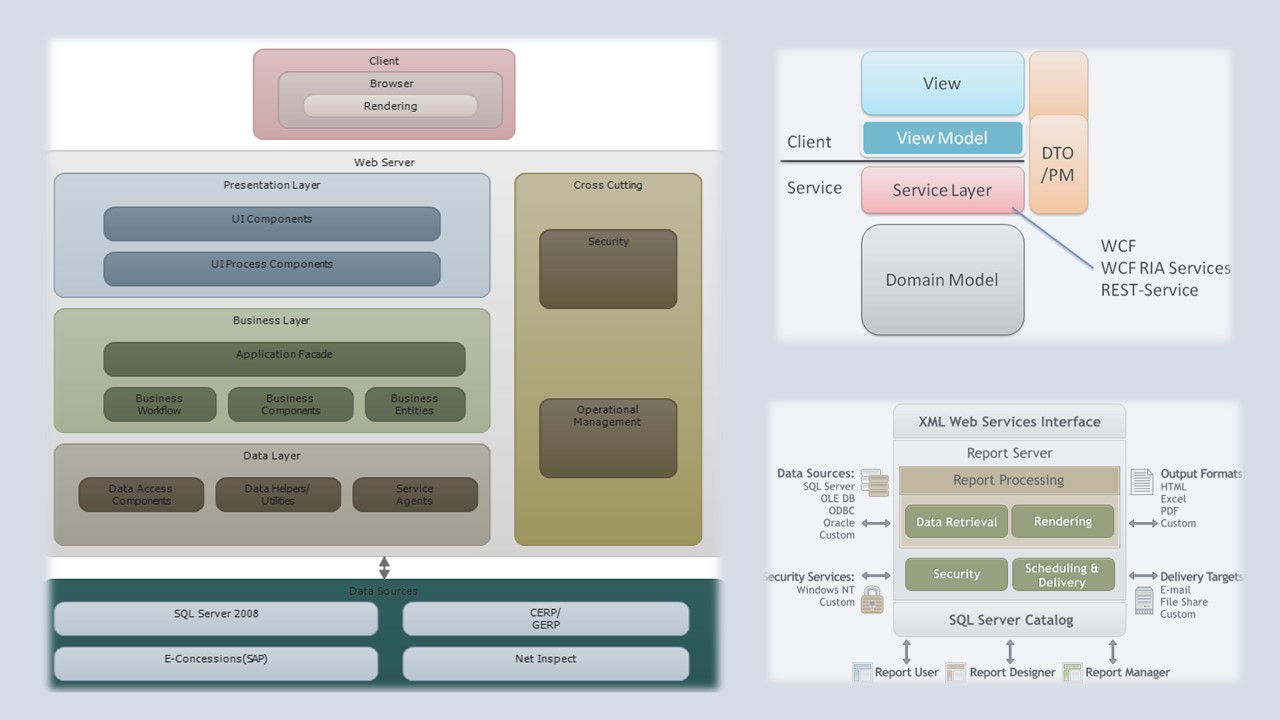 Client
Browser
Rendering
Web Server
Presentation Layer
UI Components
UI Process Components
Business Layer
Application Facade
Business
Workflow
Business
Components
Business
Entities
Data Layer
Data Access
Components
Data Helpers/
Utilities
Service
Agents
Cross Cutting
Security
Operational
Management
Data Sources
SQL Server 2008
CERP/
GERP
E-Concessions(SAP)
Net Inspect
View
View Model
Client
Service
Service Layer
DTO
/PM
Domain Model
WCF
WCF RIA Services
REST-Service
XML Web Services Interface
Report Server
Report Processing
Data Retrieval
Rendering
Security
Scheduling &
Delivery
SQL Server Catalog
Data Sources:
SQL Server
OLE DB
ODBC
Oracle
Custom
Security Services:
Windows NT
Custom
Output Formats
HTML
Excel
PDF
Custom
Delivery Targets
E-mail
File Share
Custom
Report User
Report Designer
Report Manager